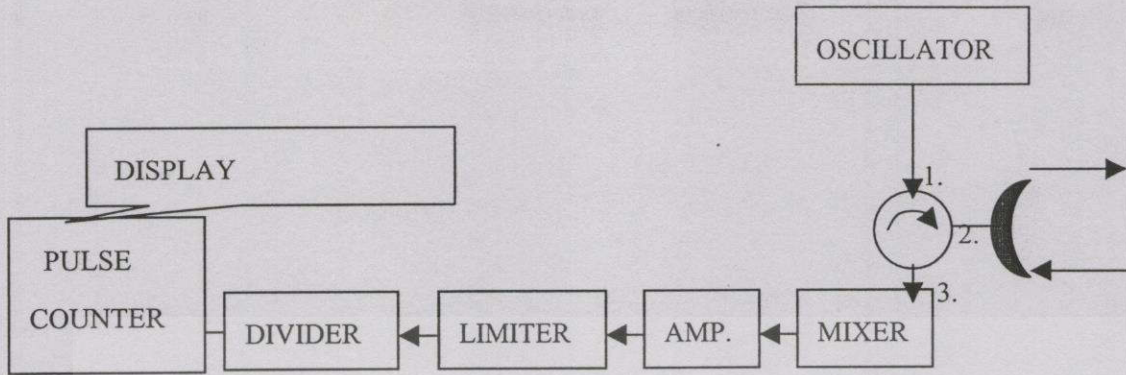 OSCILLATOR
DISPLAY
1.
2.
PULSE
COUNTER
3.
DIVIDER
LIMITER
AMP.
MIXER